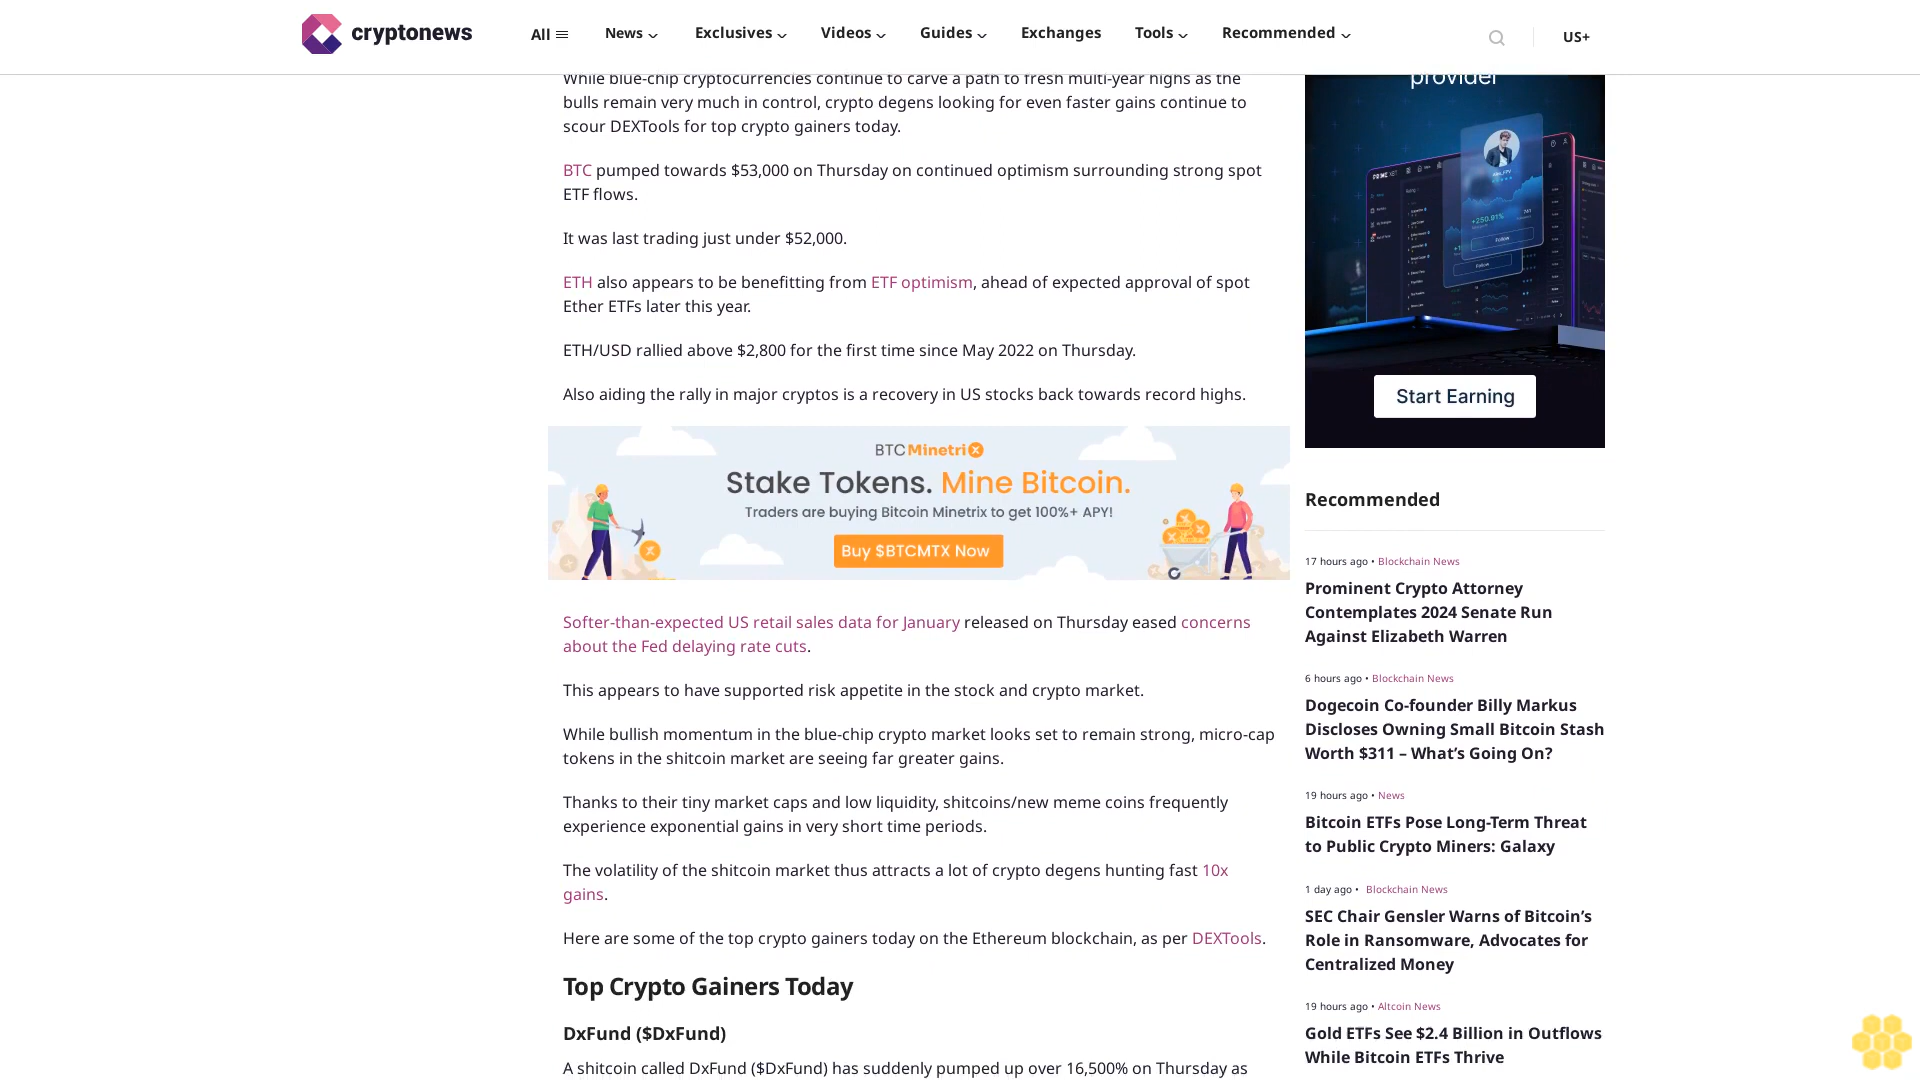 cryptonews
All
News
Exclusives
Videos
Guides
Exchanges
Tools
Recommended
US+
While blue-chip cryptocurrencies continue to carve a path to fresh multi-year highs as the
bulls remain very much in control, crypto degens looking for even faster gains continue to
scour DEXTools for top crypto gainers today.
BTC pumped towards $53,000 on Thursday on continued optimism surrounding strong spot
ETF flows.
It was last trading just under $52,000.
ETH also appears to be benefitting from ETF optimism, ahead of expected approval of spot
Ether ETFs later this year.
ETH/USD rallied above $2,800 for the first time since May 2022 on Thursday.
Also aiding the rally in major cryptos is a recovery in US stocks back towards record highs.
BTC Minetrix
Stake Tokens. Mine Bitcoin.
Traders are buying Bitcoin Minetrix to get 100%+ APY!
Buy $BTCMTX Now
Softer-than-expected US retail sales data for January released on Thursday eased concerns
about the Fed delaying rate cuts.
This appears to have supported risk appetite in the stock and crypto market.
While bullish momentum in the blue-chip crypto market looks set to remain strong, micro-cap
tokens in the shitcoin market are seeing far greater gains.
Thanks to their tiny market caps and low liquidity, shitcoins/new meme coins frequently
experience exponential gains in very short time periods.
The volatility of the shitcoin market thus attracts a lot of crypto degens hunting fast 10x
gains.
Here are some of the top crypto gainers today on the Ethereum blockchain, as per DEXTools.
Top Crypto Gainers Today
DxFund ($DxFund)
A shitcoin called DxFund ($DxFund) has suddenly pumped up over 16,500% on Thursday as
provider
PRIME XBT
+250.91%
Follow
Follow
Start Earning
Recommended
17 hours ago • Blockchain News
Prominent Crypto Attorney
Contemplates 2024 Senate Run
Against Elizabeth Warren
6 hours ago • Blockchain News
Dogecoin Co-founder Billy Markus
Discloses Owning Small Bitcoin Stash
Worth $311 – What's Going On?
19 hours ago • News
Bitcoin ETFs Pose Long-Term Threat
to Public Crypto Miners: Galaxy
1 day ago • Blockchain News
SEC Chair Gensler Warns of Bitcoin's
Role in Ransomware, Advocates for
Centralized Money
19 hours ago • Altcoin News
Gold ETFs See $2.4 Billion in Outflows
While Bitcoin ETFs Thrive